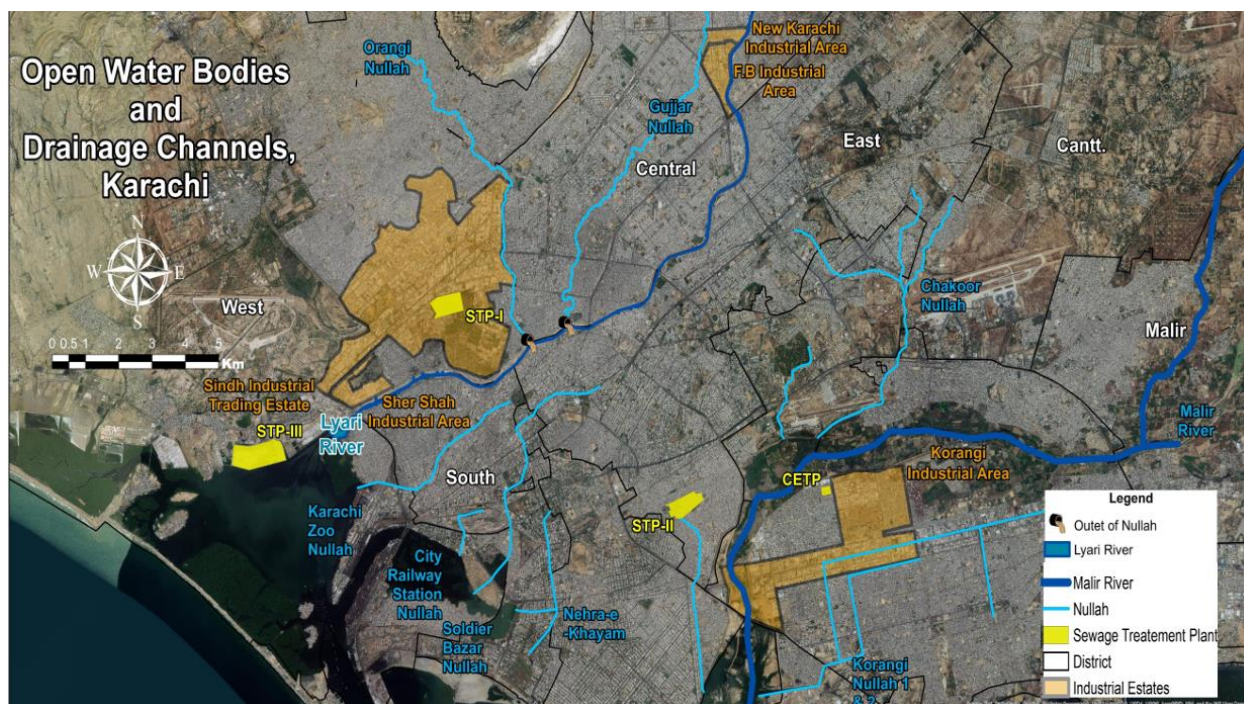 Open Water Bodies
and
Drainage Channels,
Karachi
N
W E
S
0 0.5 1 2 3 4 5
Km
Orangi
Nullah
New Karachi
Industrial Area
F.B Industrial
Area
Gujjar
Nullah
Central
East
Cantt.
West
STP-I
Chakoor
Nullah
Malir
Sindh Industrial
Trading Estate
Sher Shah
Industrial Area
STP-III
Lyari
River
Malir
River
Korangi
Industrial Area
CETP
South
STP-II
Karachi
Zoo
Nullah
City
Railway
Station
Nullah
Soldier
Bazar
Nullah
Nehra-e
-Khayam
Korangi
Nullah 1
& 2
Legend
Outet of Nullah
Lyari River
Malir River
Nullah
Sewage Treatement Plant
District
Industrial Estates